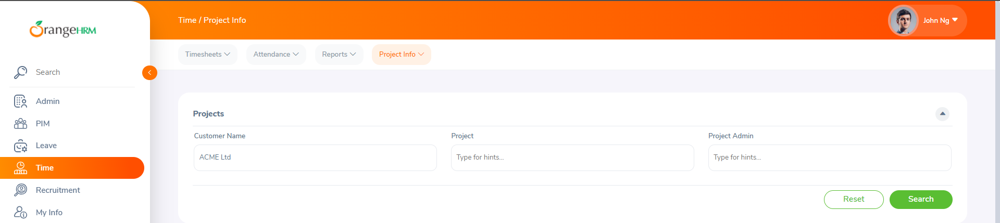 OrangeHRM
Time / Project Info
John Ng
Timesheets
Attendance
Reports
Project Info
Search
Admin
PIM
Leave
Time
Recruitment
My Info
Projects
Customer Name
Project
Project Admin
ACME Ltd
Type for hints...
Type for hints...
Reset
Search